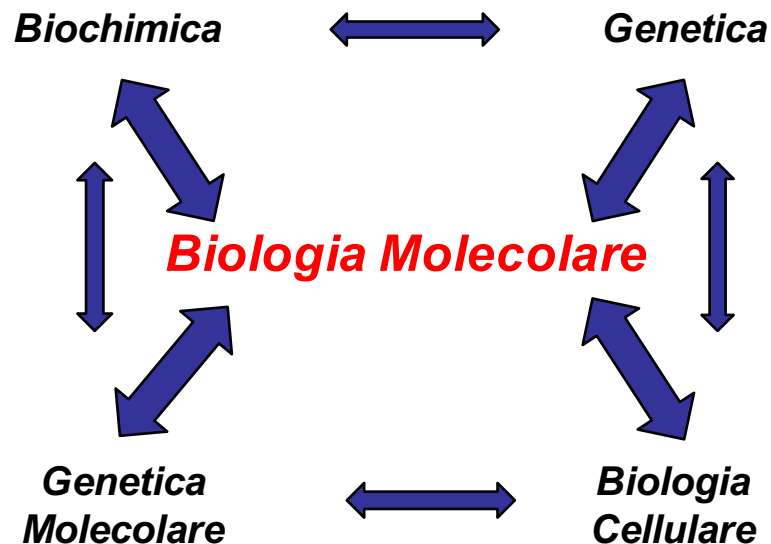 Biochimica
Genetica
Biologia Molecolare
Genetica
Molecolare
Biologia
Cellulare